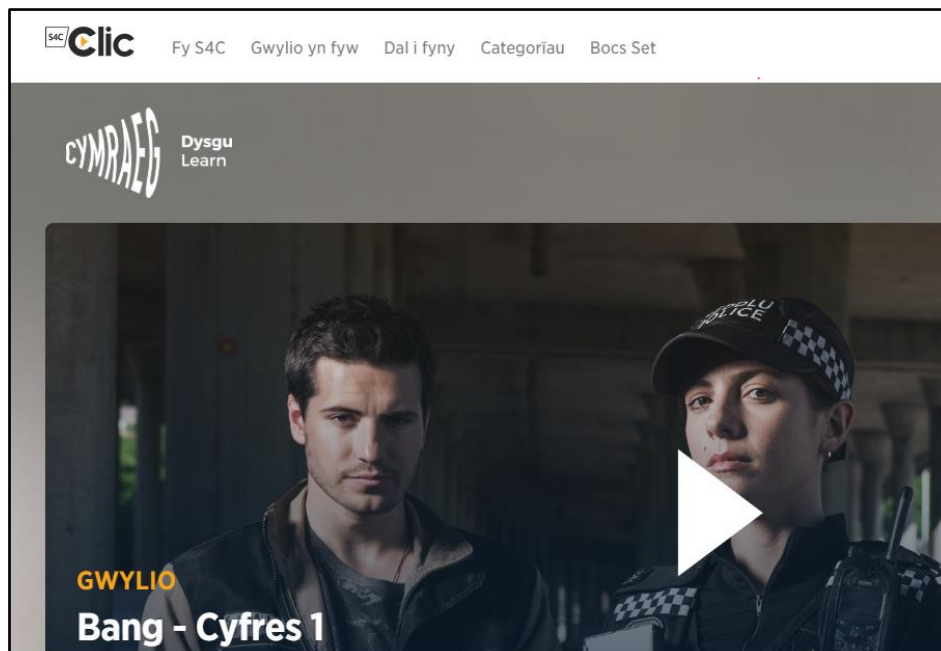 S4C Clic Fy S4C Gwylio yn fyw Dal i fyny Categorïau Bocs Set
CYMRAEG
Dysgu
Learn
HEDDLU
POLICE
GWYLIO
Bang - Cyfres 1